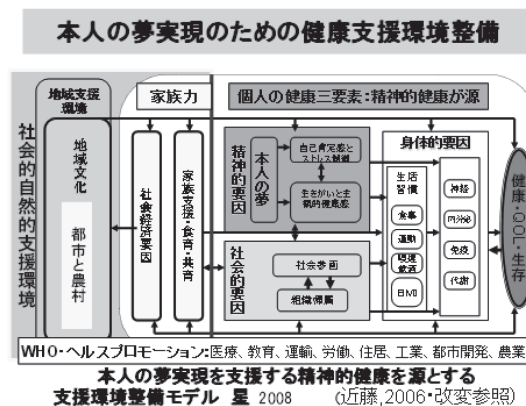 本人の夢実現のための健康支援環境整備
地域支援
環境
家族力
個人の健康三要素:精神的健康が源
社会的自然的支援環境
地域文化
都市と農村
社会経済要因
家族支援・食育・共育
精神的要因
本人の夢
自己肯定感と
ストレス
生きがいと主
観的健康感
身体的要因
生活
習慣
食事
運動
喫煙
飲酒
BMI
神経
内分泌
免疫
代謝
社会的要因
社会参画
組織帰属
健康・QOL・生存
WHO・ヘルスプロモーション:医療、教育、運輸、労働、住居、工業、都市開発、農業
本人の夢実現を支援する精神的健康を源とする
支援環境整備モデル 星 2008 (近藤,2006・改変参照)